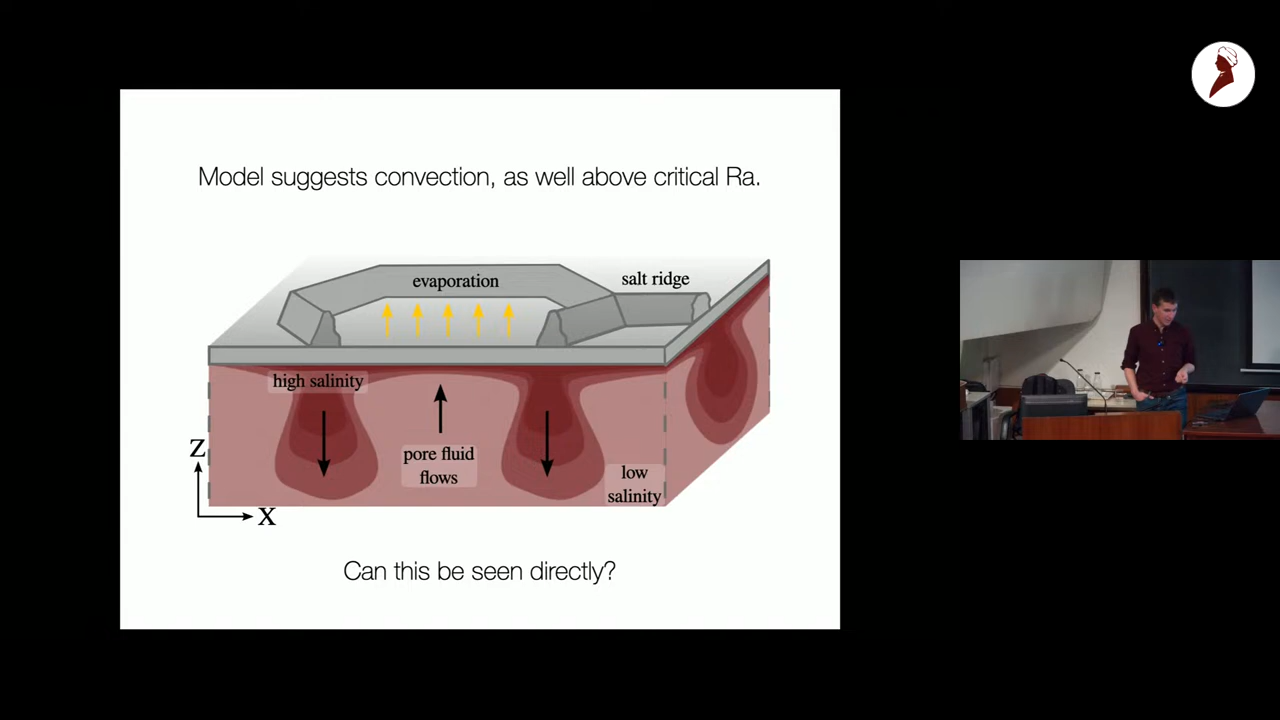 Model suggests convection, as well above critical Ra.
evaporation
salt ridge
high salinity
pore fluid
flows
low
salinity
Z
X
Can this be seen directly?